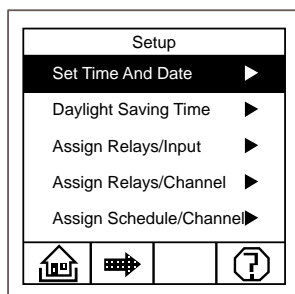 Setup
Set Time And Date
Daylight Saving Time
Assign Relays/Input
Assign Relays/Channel
Assign Schedule/Channel
?